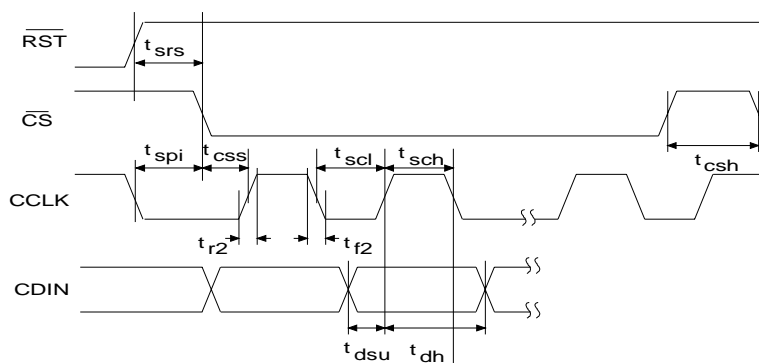 RST
t srs
CS
t spi
t css
t scl
t sch
t csh
CCLK
t r2
t f2
CDIN
t dsu
t dh